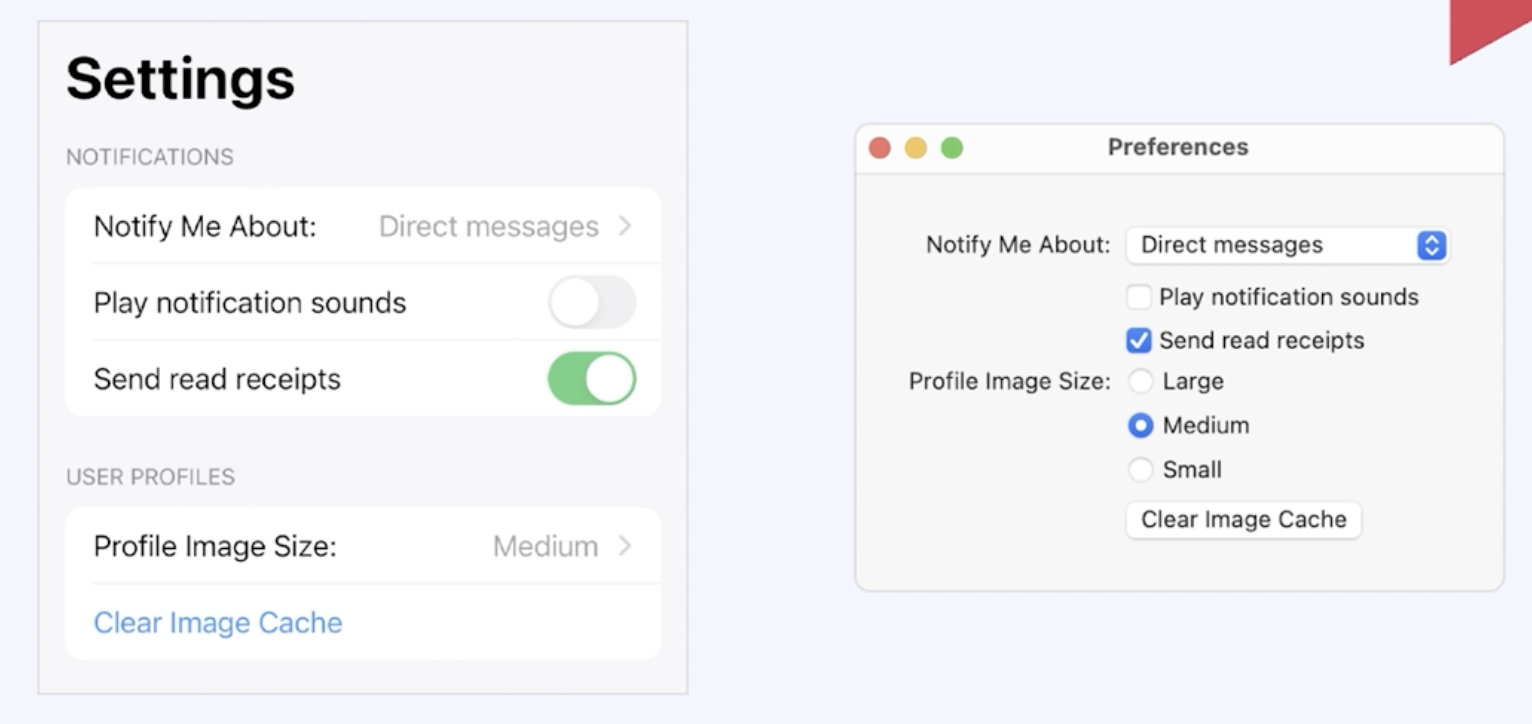 Settings
NOTIFICATIONS
Notify Me About: Direct messages
Play notification sounds
Send read receipts
USER PROFILES
Profile Image Size: Medium
Clear Image Cache
Preferences
Notify Me About: Direct messages
Play notification sounds
Send read receipts
Profile Image Size: Large
Medium
Small
Clear Image Cache